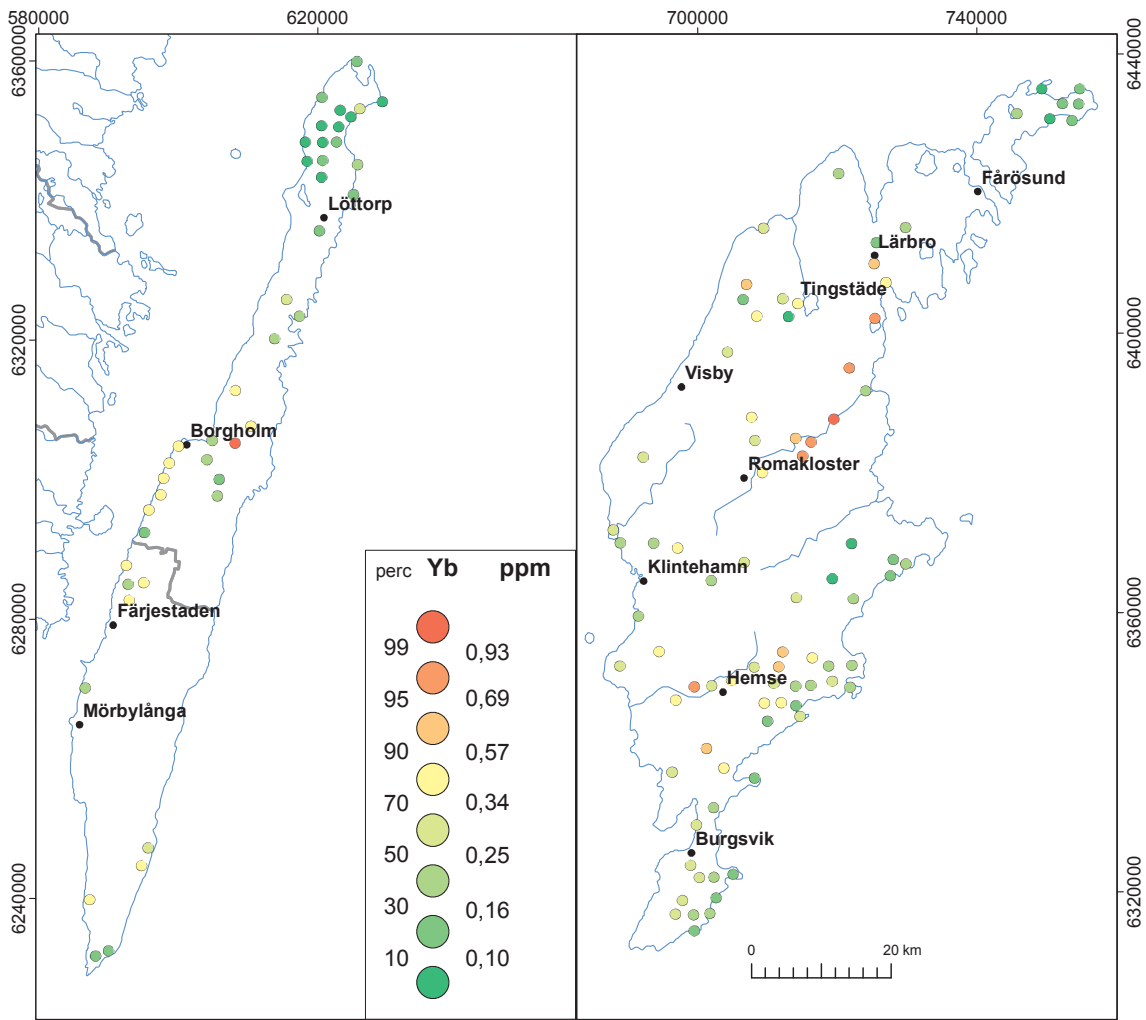 580000
620000
700000
740000
6360000
6320000
6280000
6240000
6440000
6400000
6360000
6320000
Löttorp
Borgholm
Färjestaden
Mörbylånga
Fårösund
Lärbro
Tingstäde
Visby
Romakloster
Klintehamn
Hemse
Burgsvik
perc Yb ppm
99 0,93
95 0,69
90 0,57
70 0,34
50 0,25
30 0,16
10 0,10
0 20 km